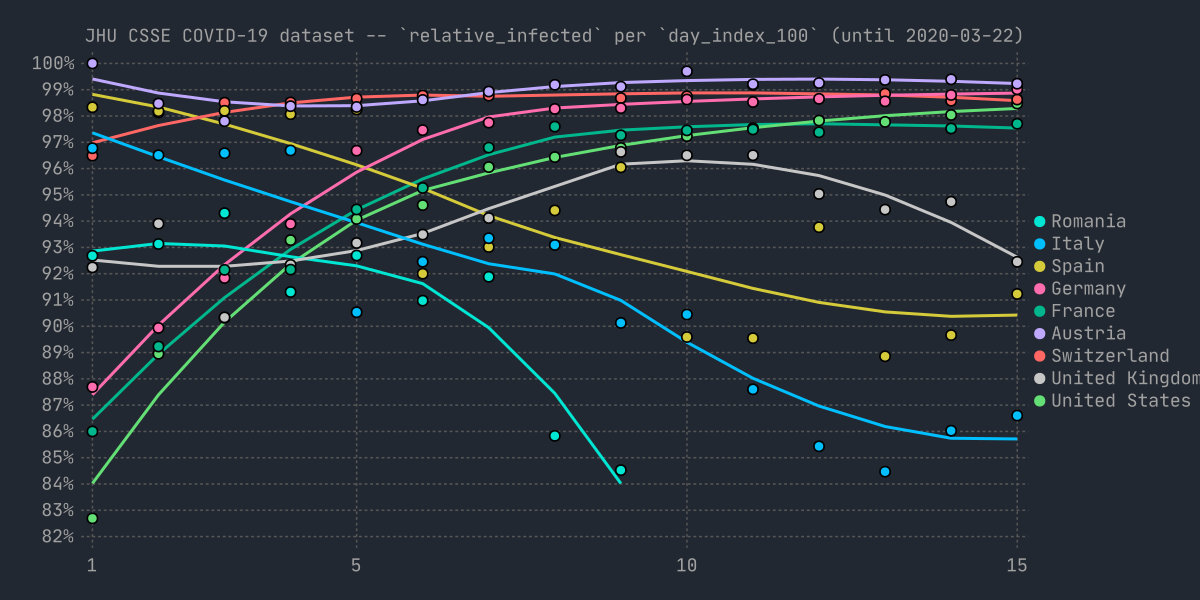 JHU CSSE COVID-19 dataset -- `relative_infected` per `day_index_100` (until 2020-03-22)
100%
99%
98%
97%
96%
95%
94%
93%
92%
91%
90%
89%
88%
87%
86%
85%
84%
83%
82%
1 5 10 15
Romania
Italy
Spain
Germany
France
Austria
Switzerland
United Kingdom
United States